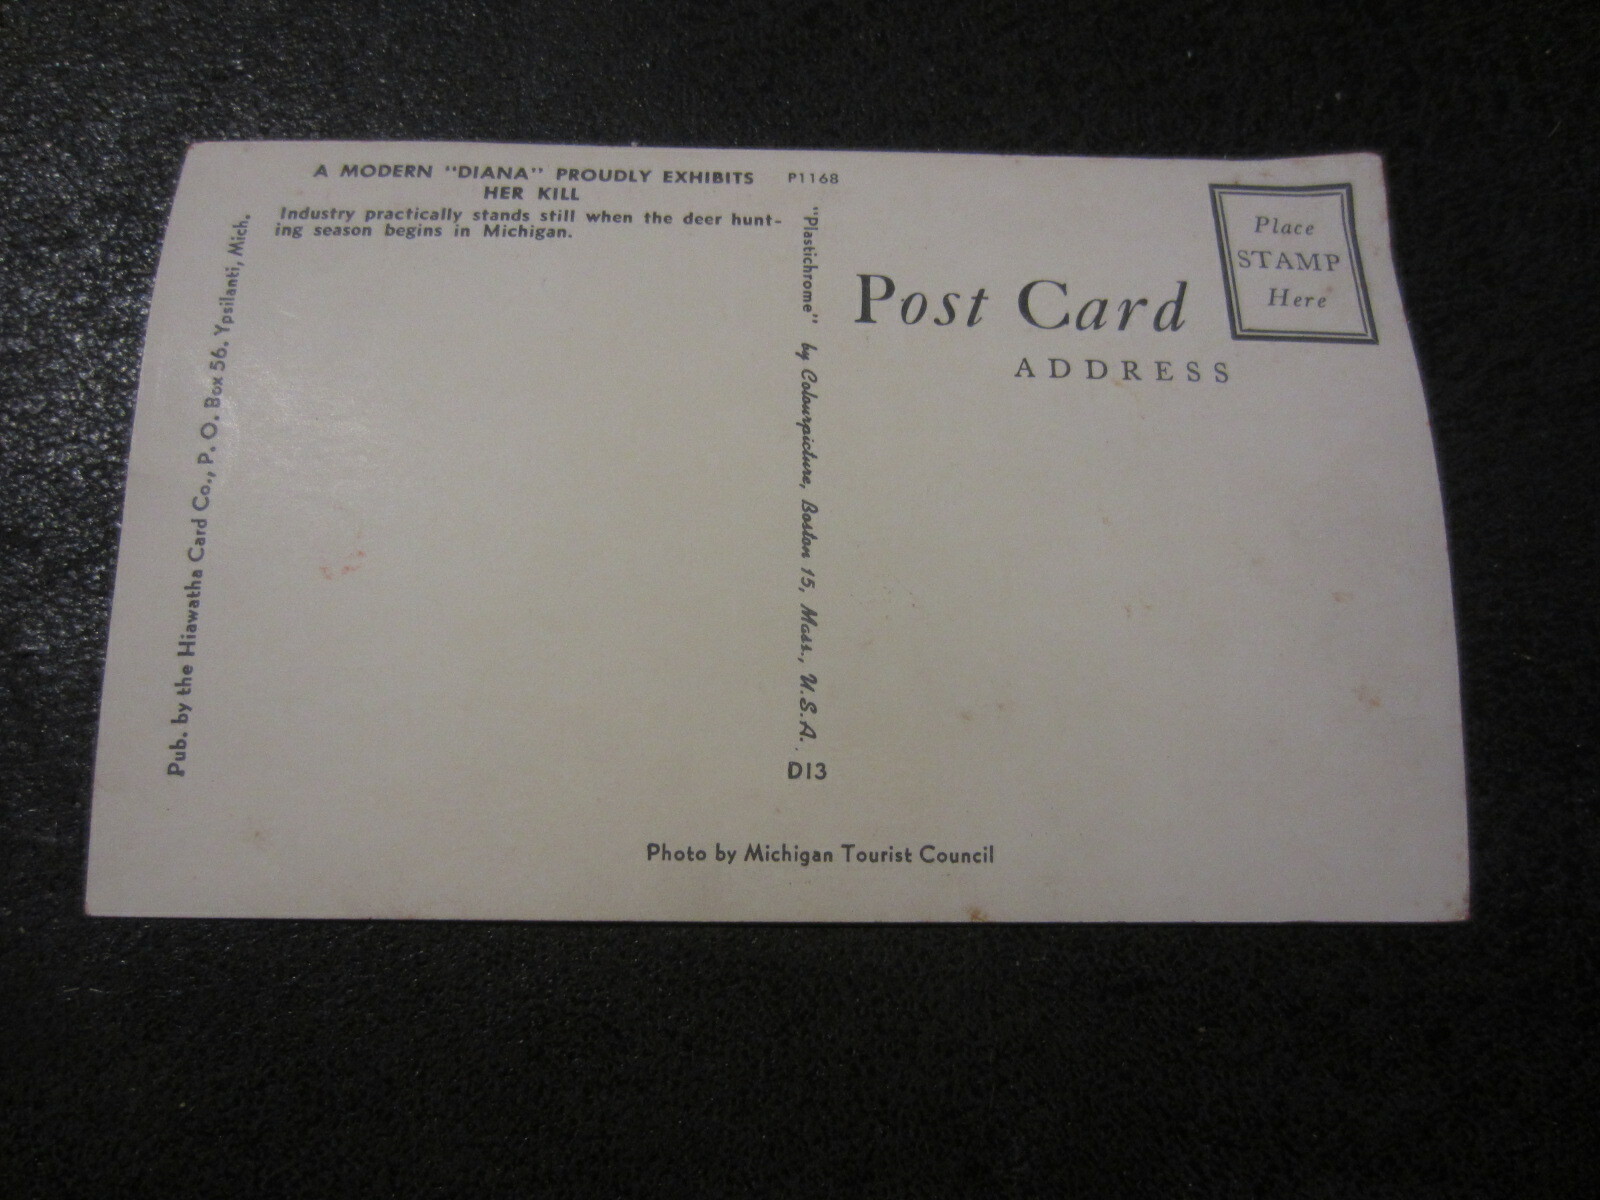 A MODERN "DIANA" PROUDLY EXHIBITS
HER KILL
Industry practically stands still when the deer hunt-
ing season begins in Michigan.
P1168
Pub. by the Hiawatha Card Co., P. O. Box 56. Ypsilanti, Mich.
"Plastichrome" by Colourpicture, Boston 15, Mass., U.S.A.
D13
Post Card
ADDRESS
Place
STAMP
Here
Photo by Michigan Tourist Council